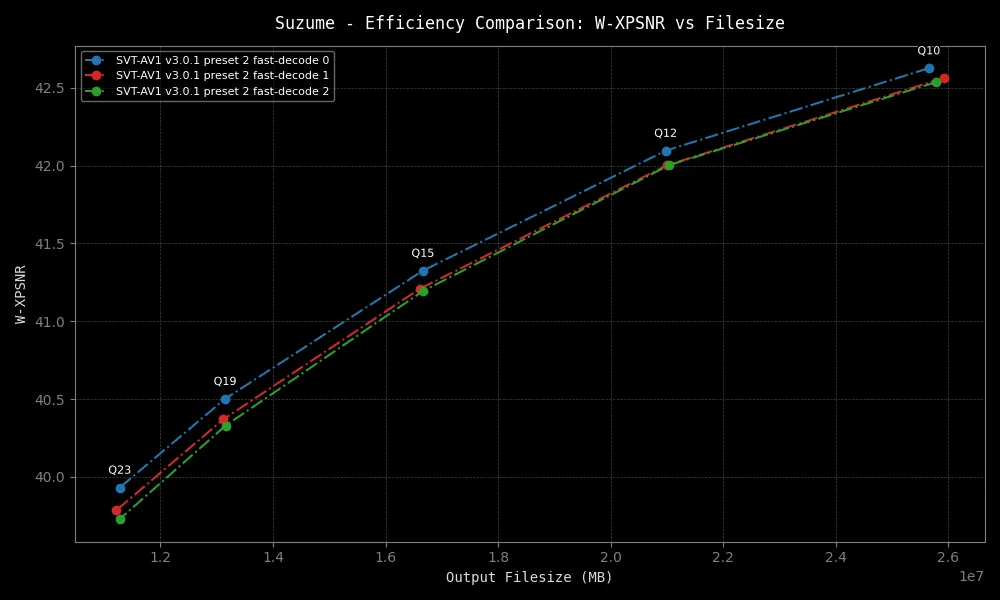 Suzume - Efficiency Comparison: W-XPSNR vs Filesize
SVT-AV1 v3.0.1 preset 2 fast-decode 0
SVT-AV1 v3.0.1 preset 2 fast-decode 1
SVT-AV1 v3.0.1 preset 2 fast-decode 2
Q10
Q12
Q15
Q19
Q23
W-XPSNR
42.5
42.0
41.5
41.0
40.5
40.0
1.2 1.4 1.6 1.8 2.0 2.2 2.4 2.6
1e7
Output Filesize (MB)